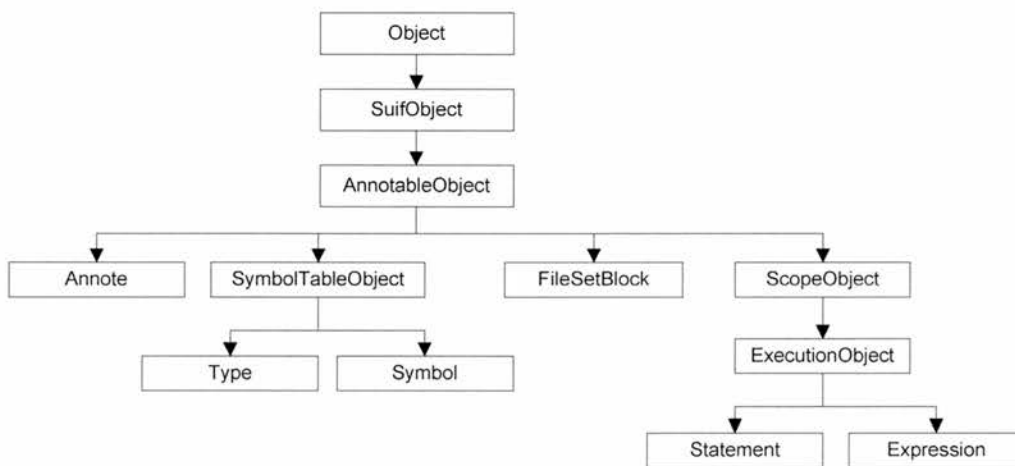 Object
SuifObject
AnnotableObject
Annote
SymbolTableObject
FileSetBlock
ScopeObject
Type
Symbol
ExecutionObject
Statement
Expression